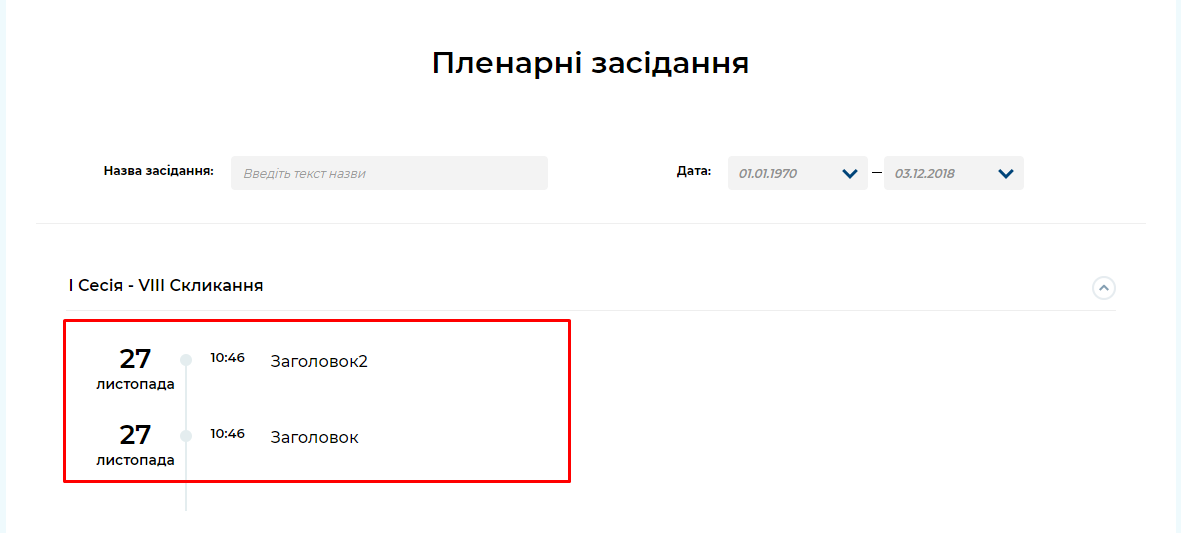 Пленарні засідання
Назва засідання: Введіть текст назви Дата: 01.01.1970 — 03.12.2018
I Сесія - VIII Скликання
27 10:46 Заголовок2
листопада
27 10:46 Заголовок
листопада